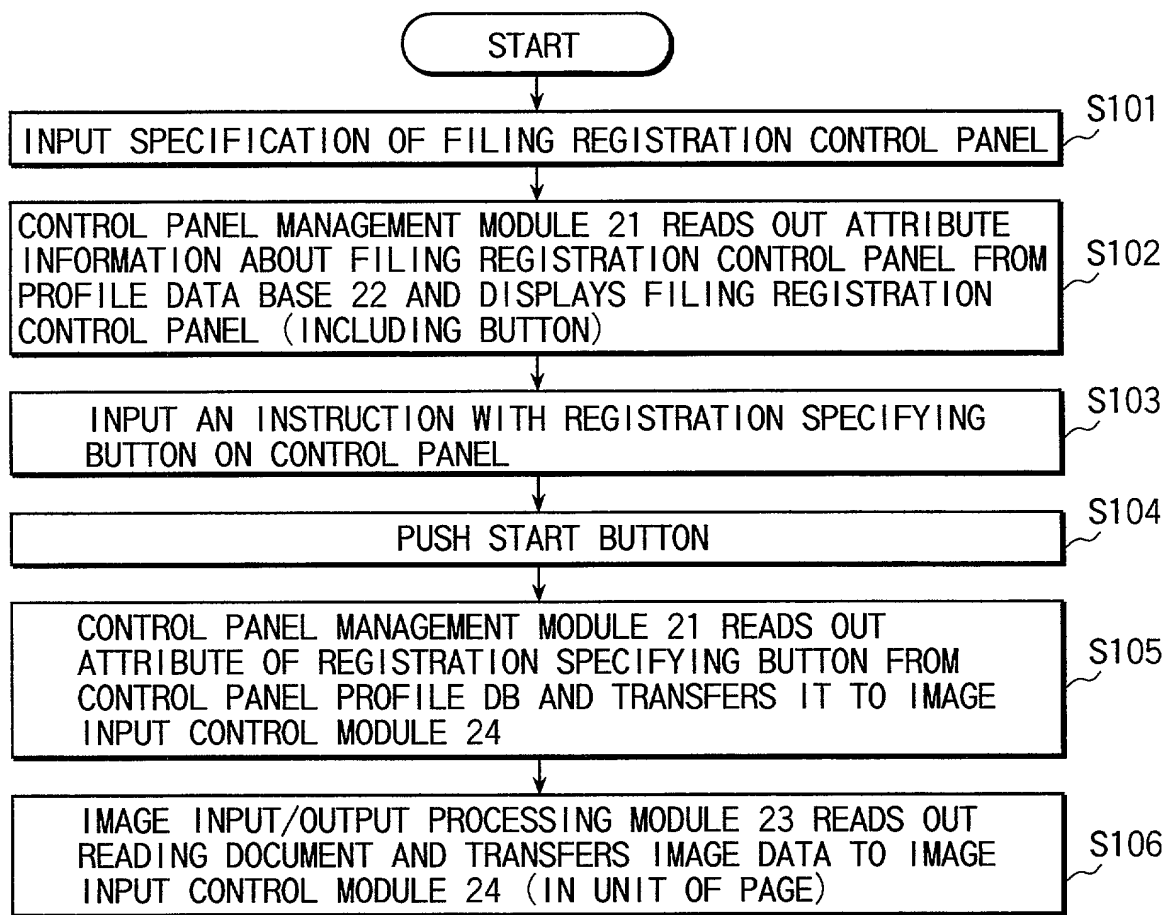 START
S101
INPUT SPECIFICATION OF FILING REGISTRATION CONTROL PANEL
CONTROL PANEL MANAGEMENT MODULE 21 READS OUT ATTRIBUTE
INFORMATION ABOUT FILING REGISTRATION CONTROL PANEL FROM
PROFILE DATA BASE 22 AND DISPLAYS FILING REGISTRATION
CONTROL PANEL (INCLUDING BUTTON)
S102
INPUT AN INSTRUCTION WITH REGISTRATION SPECIFYING
BUTTON ON CONTROL PANEL
S103
PUSH START BUTTON
S104
CONTROL PANEL MANAGEMENT MODULE 21 READS OUT
ATTRIBUTE OF REGISTRATION SPECIFYING BUTTON FROM
CONTROL PANEL PROFILE DB AND TRANSFERS IT TO IMAGE
INPUT CONTROL MODULE 24
S105
IMAGE INPUT/OUTPUT PROCESSING MODULE 23 READS OUT
READING DOCUMENT AND TRANSFERS IMAGE DATA TO IMAGE
INPUT CONTROL MODULE 24 (IN UNIT OF PAGE)
S106